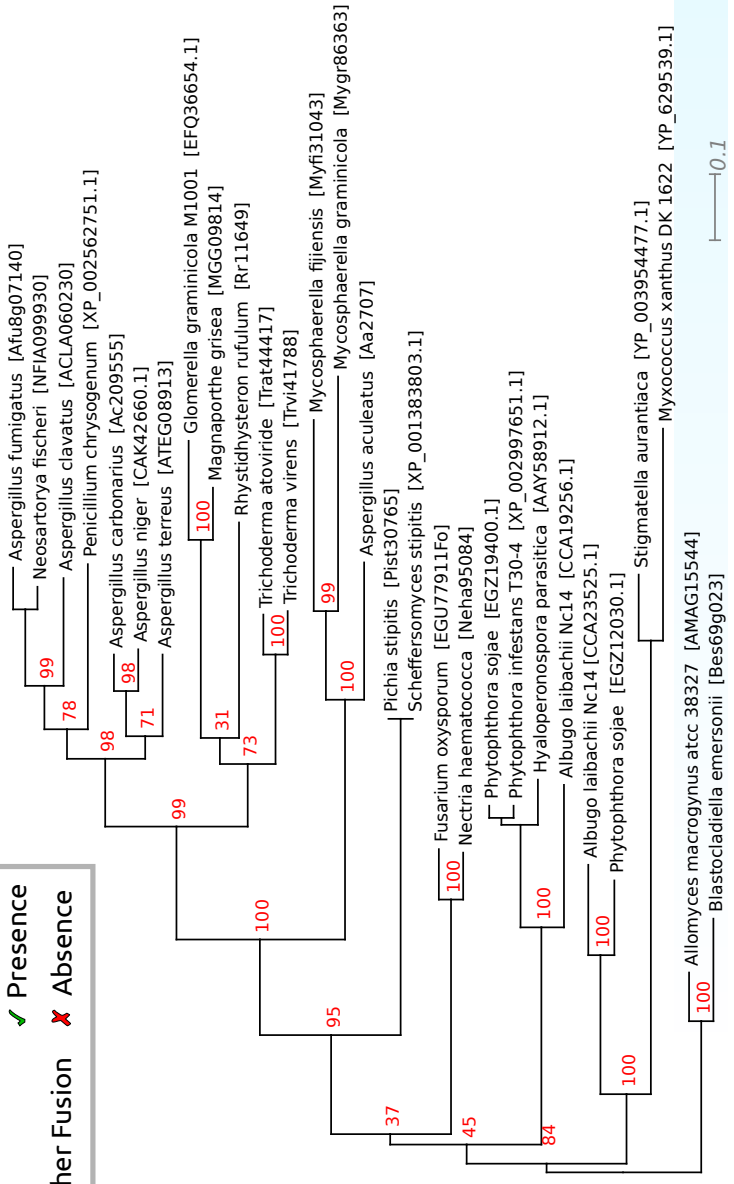 ✓ Presence
her Fusion ✗ Absence
Aspergillus fumigatus [Afu8g07140]
Neosartorya fischeri [NFIA099930]
Aspergillus clavatus [ACLA060230]
Penicillium chrysogenum [XP_002562751.1]
Aspergillus carbonarius [Ac209555]
Aspergillus niger [CAK42660.1]
Aspergillus terreus [ATEG08913]
Glomerella graminicola M1001 [EFQ36654.1]
Magnaporthe grisea [MGG09814]
Rhystidhysteron rufulum [Rr11649]
Trichoderma atoviride [Trat44417]
Trichoderma virens [Trvi41788]
Mycosphaerella fijiensis [Myfi31043]
Mycosphaerella graminicola [Mygr86363]
Aspergillus aculeatus [Aa2707]
Pichia stipitis [Pist30765]
Scheffersomyces stipitis [XP_001383803.1]
Fusarium oxysporum [EGU77911Fo]
Nectria haematococca [Neha95084]
Phytophthora sojae [EGZ19400.1]
Phytophthora infestans T30-4 [XP_002997651.1]
Hyaloperonospora parasitica [AAY58912.1]
Albugo laibachii Nc14 [CCA19256.1]
Albugo laibachii Nc14 [CCA23525.1]
Phytophthora sojae [EGZ12030.1]
Stigmatella aurantiaca [YP_003954477.1]
Myxococcus xanthus DK 1622 [YP_629539.1]
Allomyces macrogynus atcc 38327 [AMAG15544]
Blastocladiella emersonii [Bes69g023]
99
78
98
98
71
99
100
31
73
100
99
100
100
95
37
100
45
100
84
100
100
100
0.1